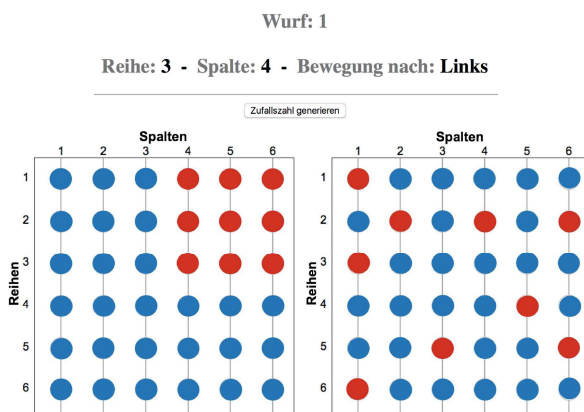 Wurf: 1
Reihe: 3 - Spalte: 4 - Bewegung nach: Links
Zufallszahl generieren
Spalten Spalten
1 2 3 4 5 6 1 2 3 4 5 6
Reihen Reihen
1
2
3
4
5
6
1
2
3
4
5
6